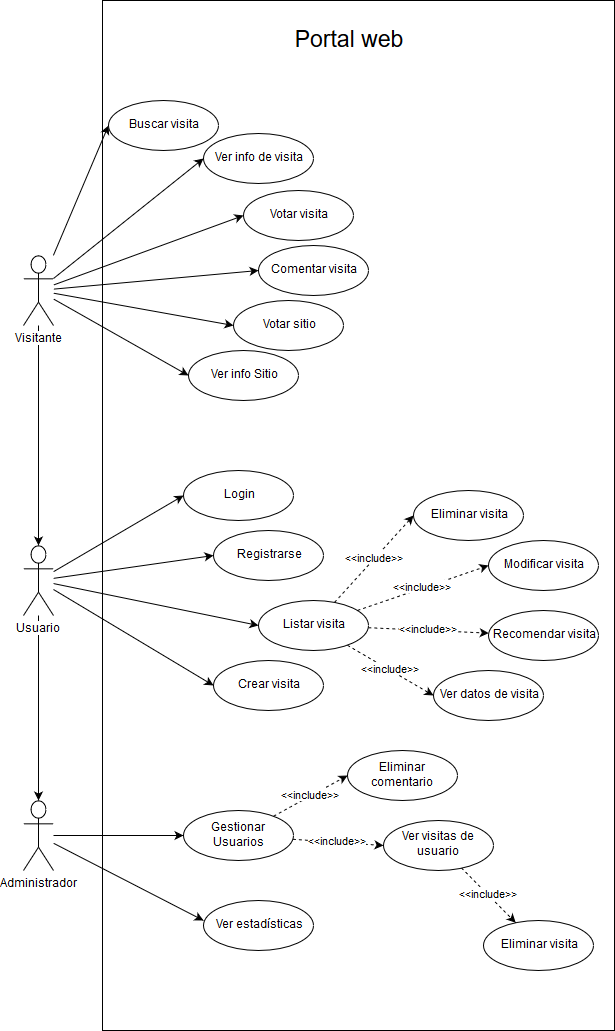 Portal web
Buscar visita
Ver info de visita
Votar visita
Comentar visita
Votar sitio
Ver info Sitio
Visitante
Login
Registrarse
Listar visita
Crear visita
<<include>>
Eliminar visita
<<include>>
Modificar visita
<<include>>
Recomendar visita
<<include>>
Ver datos de visita
Usuario
Gestionar
Usuarios
<<include>>
Eliminar
comentario
<<include>>
Ver visitas de
usuario
<<include>>
Eliminar visita
Ver estadísticas
Administrador